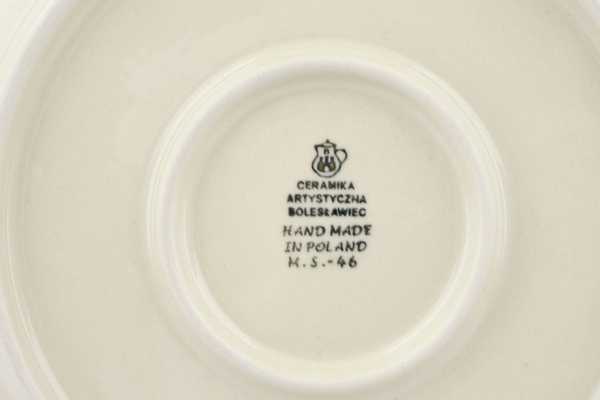 B
CERAMIKA
ARTYSTYCZNA
BOLESŁAWIEC
HAND MADE
IN POLAND
M.S.-46